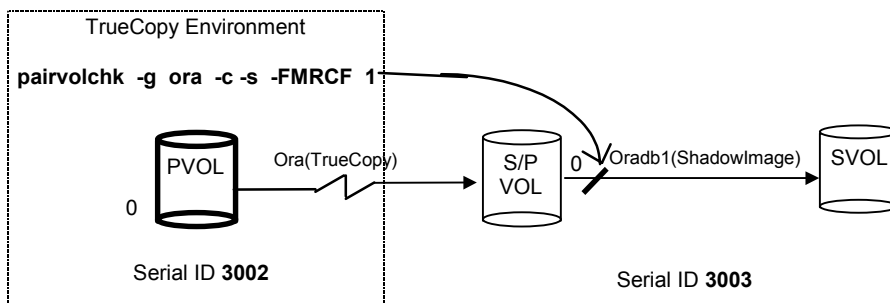 TrueCopy Environment
pairvolchk -g ora -c -s -FMRCF 1
PVOL
Ora(TrueCopy)
0
S/P
VOL
0
Oradb1(ShadowImage)
SVOL
Serial ID 3002
Serial ID 3003